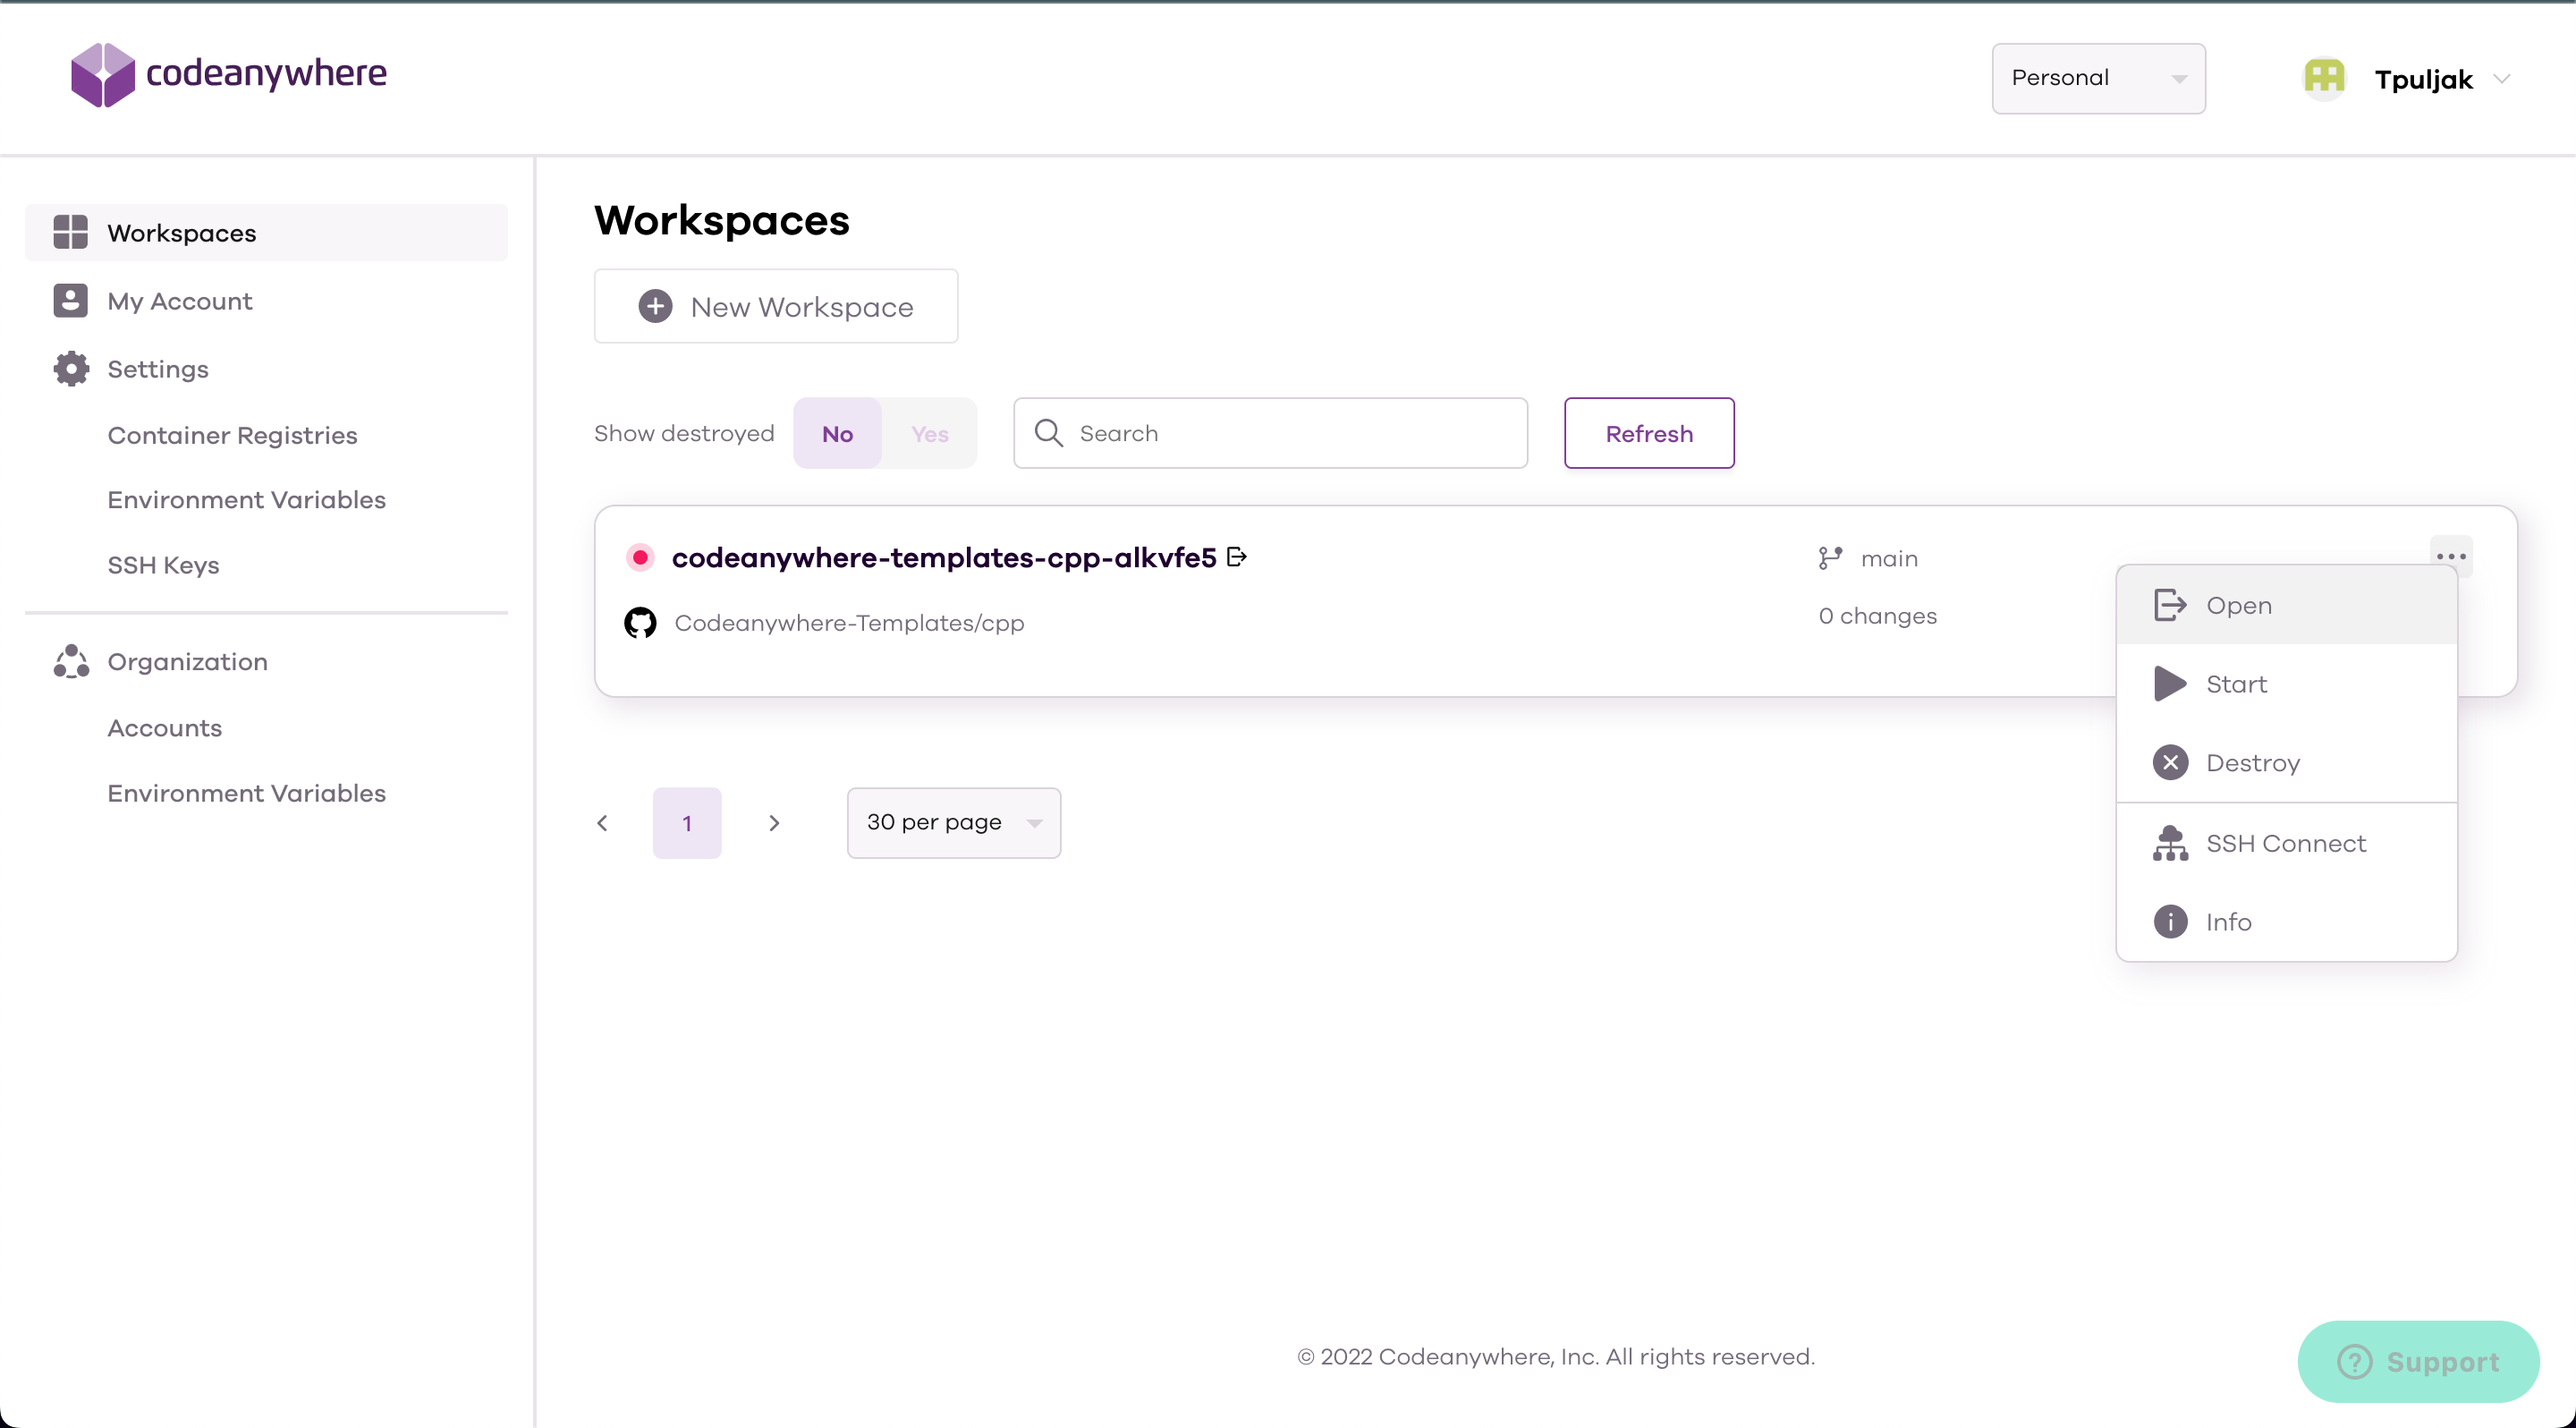 codeanywhere
Personal
Tpuljak
Workspaces
My Account
Settings
Container Registries
Environment Variables
SSH Keys
Organization
Accounts
Environment Variables
Workspaces
New Workspace
Show destroyed No Yes Search Refresh
codeanywhere-templates-cpp-alkvfe5
Codeanywhere-Templates/cpp
main
0 changes
Open
Start
Destroy
SSH Connect
Info
1
30 per page
© 2022 Codeanywhere, Inc. All rights reserved.
Support